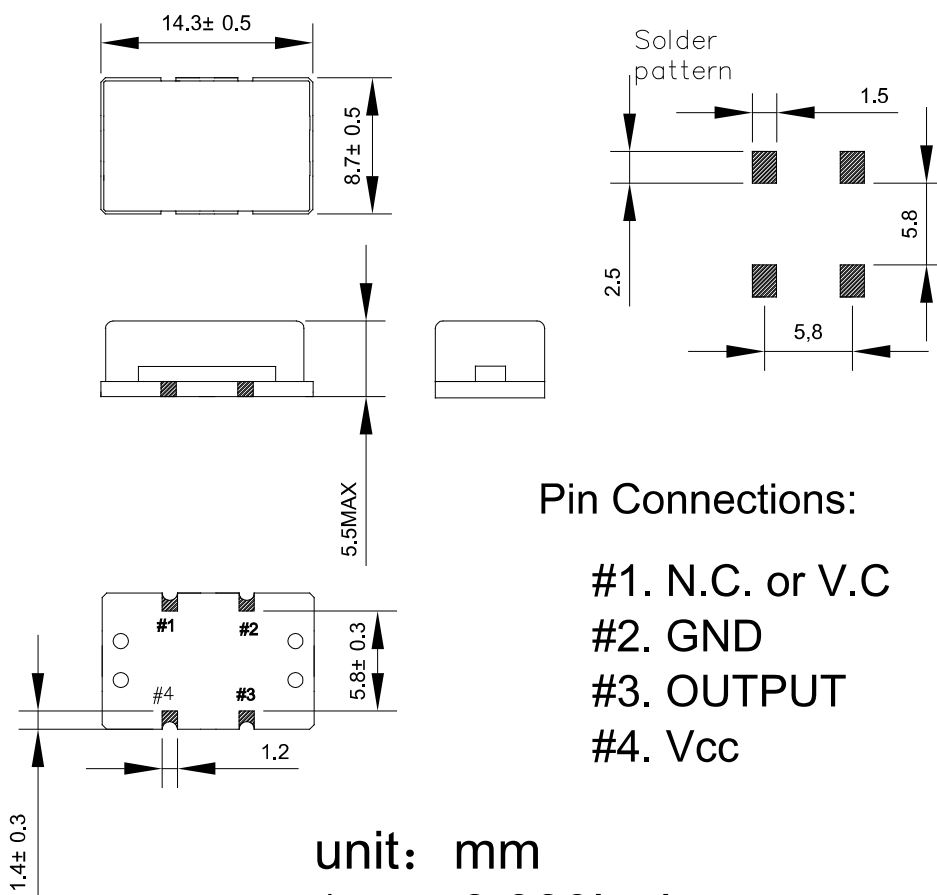 14.3± 0.5
8.7± 0.5
Solder
pattern
1.5
2.5
5.8
5,8
5.5MAX
Pin Connections:
#1. N.C. or V.C
#2. GND
#3. OUTPUT
#4. Vcc
#1
#2
#4
#3
5.8± 0.3
1.2
1.4± 0.3
unit: mm